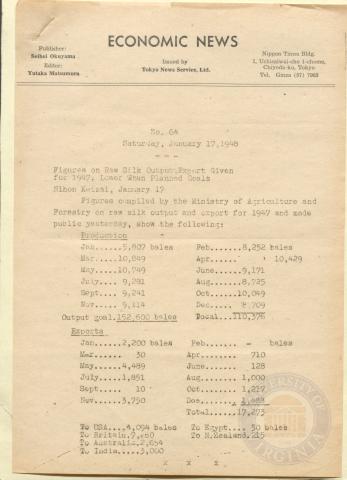 ECONOMIC NEWS
Publisher:
Seihei Okuyama
Editor:
Yutaka Matsumura
Issued by
Tokyo News Service, Ltd.
Nippon Times Bldg.
1, Uchisaiwai-cho 1-chome,
Chiyoda-ku, Tokyo
Tel. Ginza (57) 7963
No. 64
Saturday, January 17, 1948
- - -
Figures on Raw Silk Output, Export Given
for 1947, Lower Than Planned Goals
Nihon Keizai, January 17
Figures compiled by the Ministry of Agriculture and
Forestry on raw silk output and export for 1947 and made
public yesterday, show the following:
Production
Jan.....5,807 bales Feb.....8,252 bales
Mar.....10,849 Apr..... 10,429
May.....10,749 June.....9,171
July....9,281 Aug.....8,725
Sept....9,241 Oct.....10,049
Nov.....9,114 Dec.....8,709
Output goal.152,600 bales Total....110,376
Exports
Jan.....2,200 bales Feb..... - bales
Mar..... 30 Apr..... 710
May.....4,489 June..... 128
July....1,851 Aug.....1,000
Sept.... 10 Oct.....1,217
Nov.....3,750 Dec.....
Total.....17,273
To USA....4,094 bales To Egypt...30 bales
To Britain. To N.Zealand.215
To Australia.2,654
To India...3,000
x x x
UNIVERSITY OF VIRGINIA